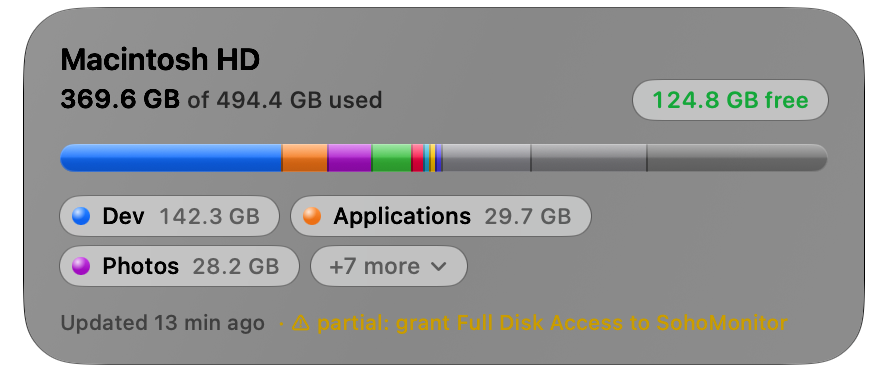 Macintosh HD
369.6 GB of 494.4 GB used
124.8 GB free
Dev 142.3 GB
Applications 29.7 GB
Photos 28.2 GB
+7 more
Updated 13 min ago · ⚠ partial: grant Full Disk Access to SohoMonitor